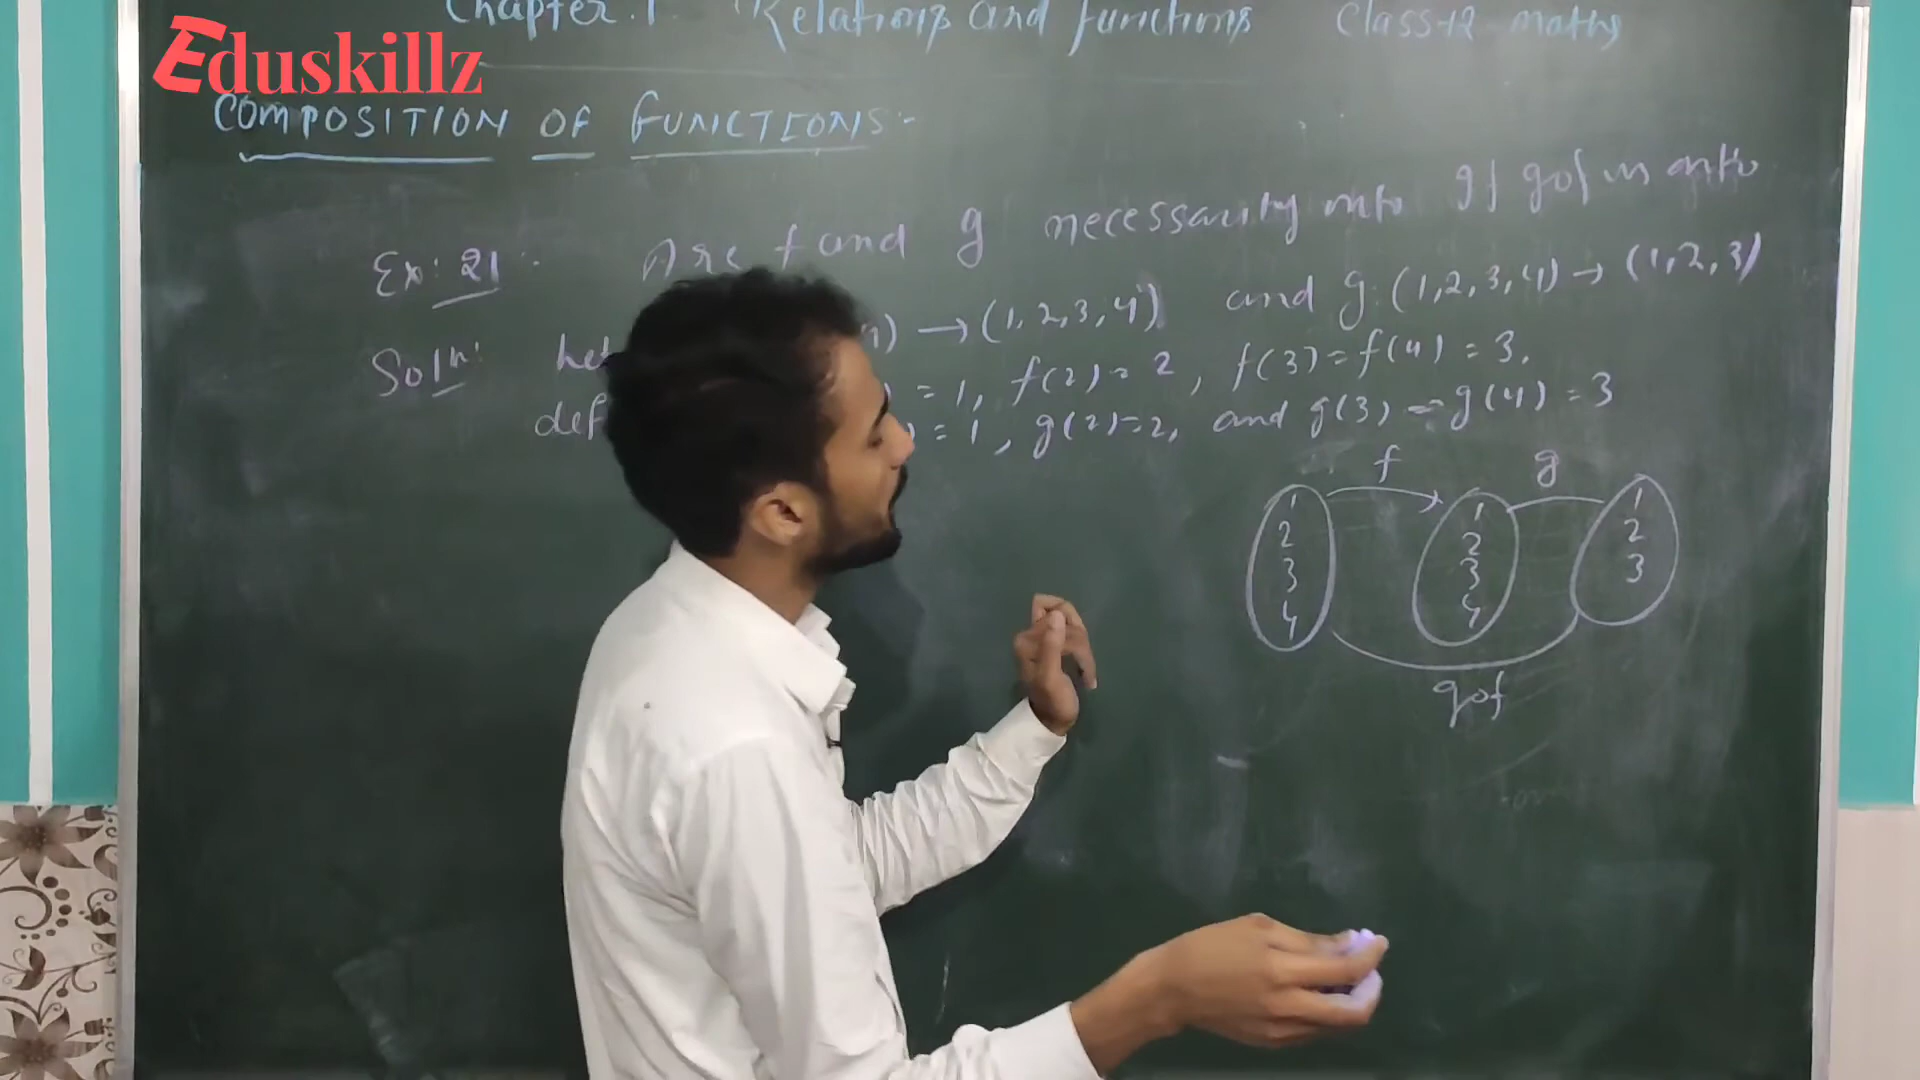 Chapter.1. Relations and functions Class-12 maths
Eduskillz
COMPOSITION OF FUNCTIONS:-
Ex: 21:- Are f and g necessarity onto if gof is onto
Soln: Let → (1, 2, 3, 4) and g: (1,2,3,4) → (1,2,3)
def = 1, f(2) = 2, f(3) = f(4) = 3.
) = 1, g(2)=2, and g(3) = g(4) = 3
f g
1 1 1
2 2 2
3 3 3
4 4
gof